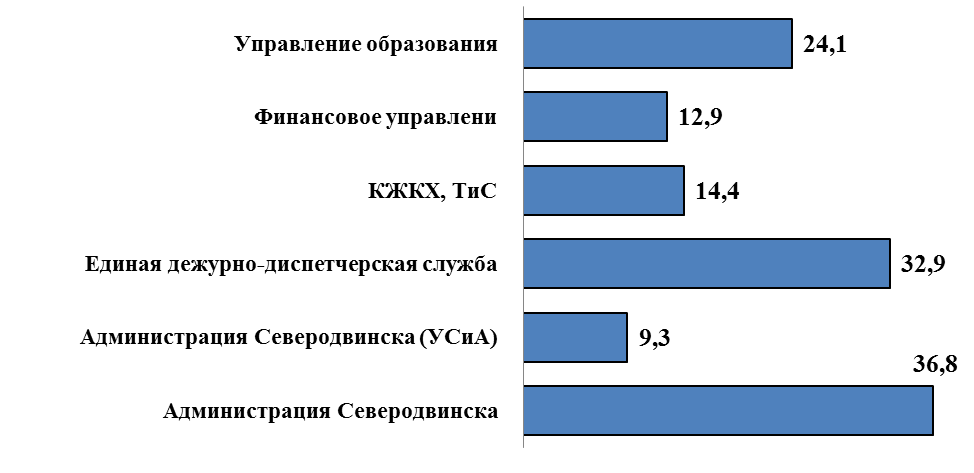 Управление образования 24,1
Финансовое управлени 12,9
КЖКХ, ТиС 14,4
Единая дежурно-диспетчерская служба 32,9
Администрация Северодвинска (УСиА) 9,3
Администрация Северодвинска 36,8